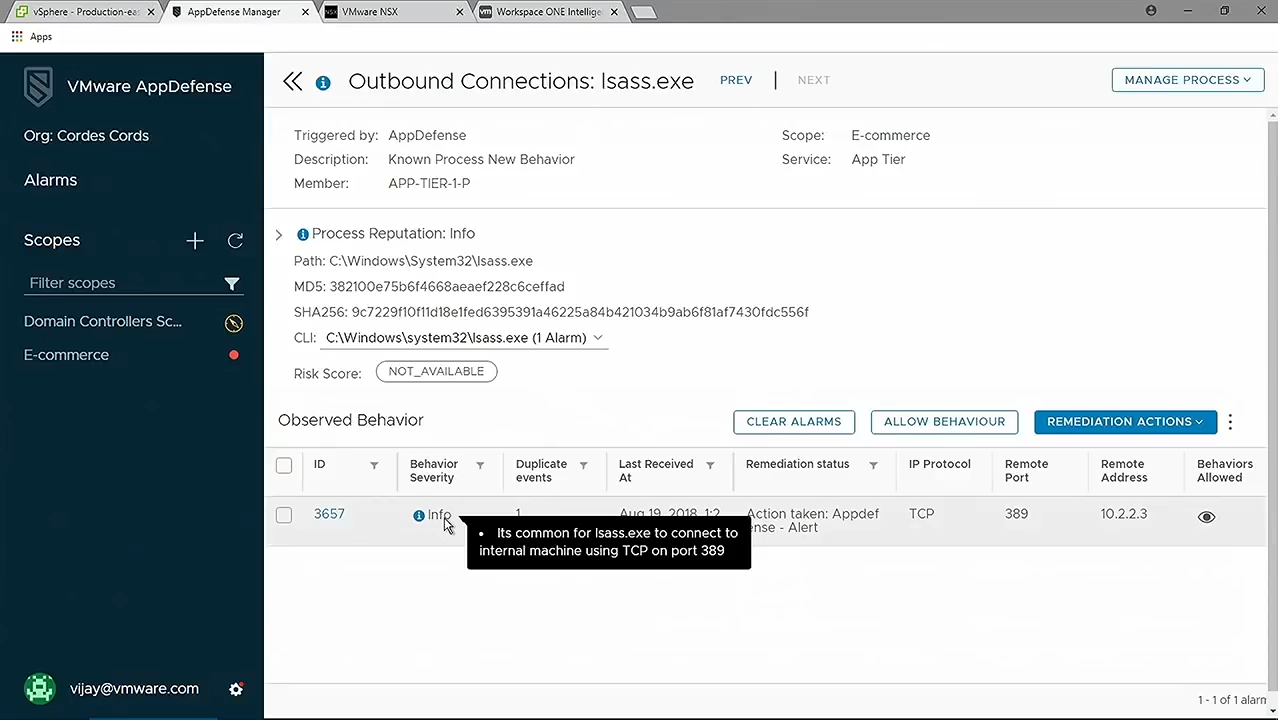 vSphere - Production-ea
AppDefense Manager
VMware NSX
Workspace ONE Intellige
Apps
VMware AppDefense
Org: Cordes Cords
Alarms
Scopes
Filter scopes
Domain Controllers Sc...
E-commerce
vijay@vmware.com
Outbound Connections: lsass.exe
PREV
NEXT
MANAGE PROCESS
Triggered by: AppDefense
Scope: E-commerce
Description: Known Process New Behavior
Service: App Tier
Member: APP-TIER-1-P
Process Reputation: Info
Path: C:\Windows\System32\lsass.exe
MD5: 382100e75b6f4668aeaef228c6ceffad
SHA256: 9c7229f10f11d18e1fed6395391a46225a84b421034b9ab6f81af7430fdc556f
CLI: C:\Windows\system32\lsass.exe (1 Alarm)
Risk Score: NOT_AVAILABLE
Observed Behavior
CLEAR ALARMS
ALLOW BEHAVIOUR
REMEDIATION ACTIONS
ID
Behavior
Severity
Duplicate
events
Last Received
At
Remediation status
IP Protocol
Remote
Port
Remote
Address
Behaviors
Allowed
3657
Info
1
Aug 19, 2018, 1:2
Action taken: Appdef
ense - Alert
TCP
389
10.2.2.3
• Its common for lsass.exe to connect to
internal machine using TCP on port 389
1 - 1 of 1 alarm